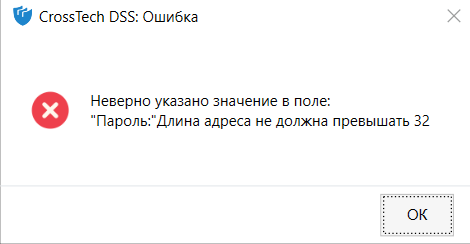 CrossTech DSS: Ошибка
Неверно указано значение в поле:
"Пароль:"Длина адреса не должна превышать 32
ОК